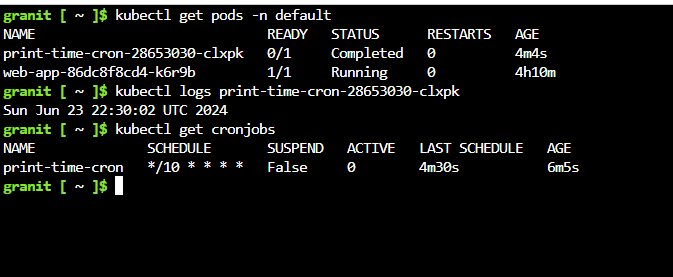 granit [ ~ ]$ kubectl get pods -n default
NAME                             READY   STATUS      RESTARTS   AGE
print-time-cron-28653030-clxpk   0/1     Completed   0          4m4s
web-app-86dc8f8cd4-k6r9b         1/1     Running     0          4h10m
granit [ ~ ]$ kubectl logs print-time-cron-28653030-clxpk
Sun Jun 23 22:30:02 UTC 2024
granit [ ~ ]$ kubectl get cronjobs
NAME              SCHEDULE       SUSPEND   ACTIVE   LAST SCHEDULE   AGE
print-time-cron   */10 * * * *   False     0        4m30s           6m5s
granit [ ~ ]$